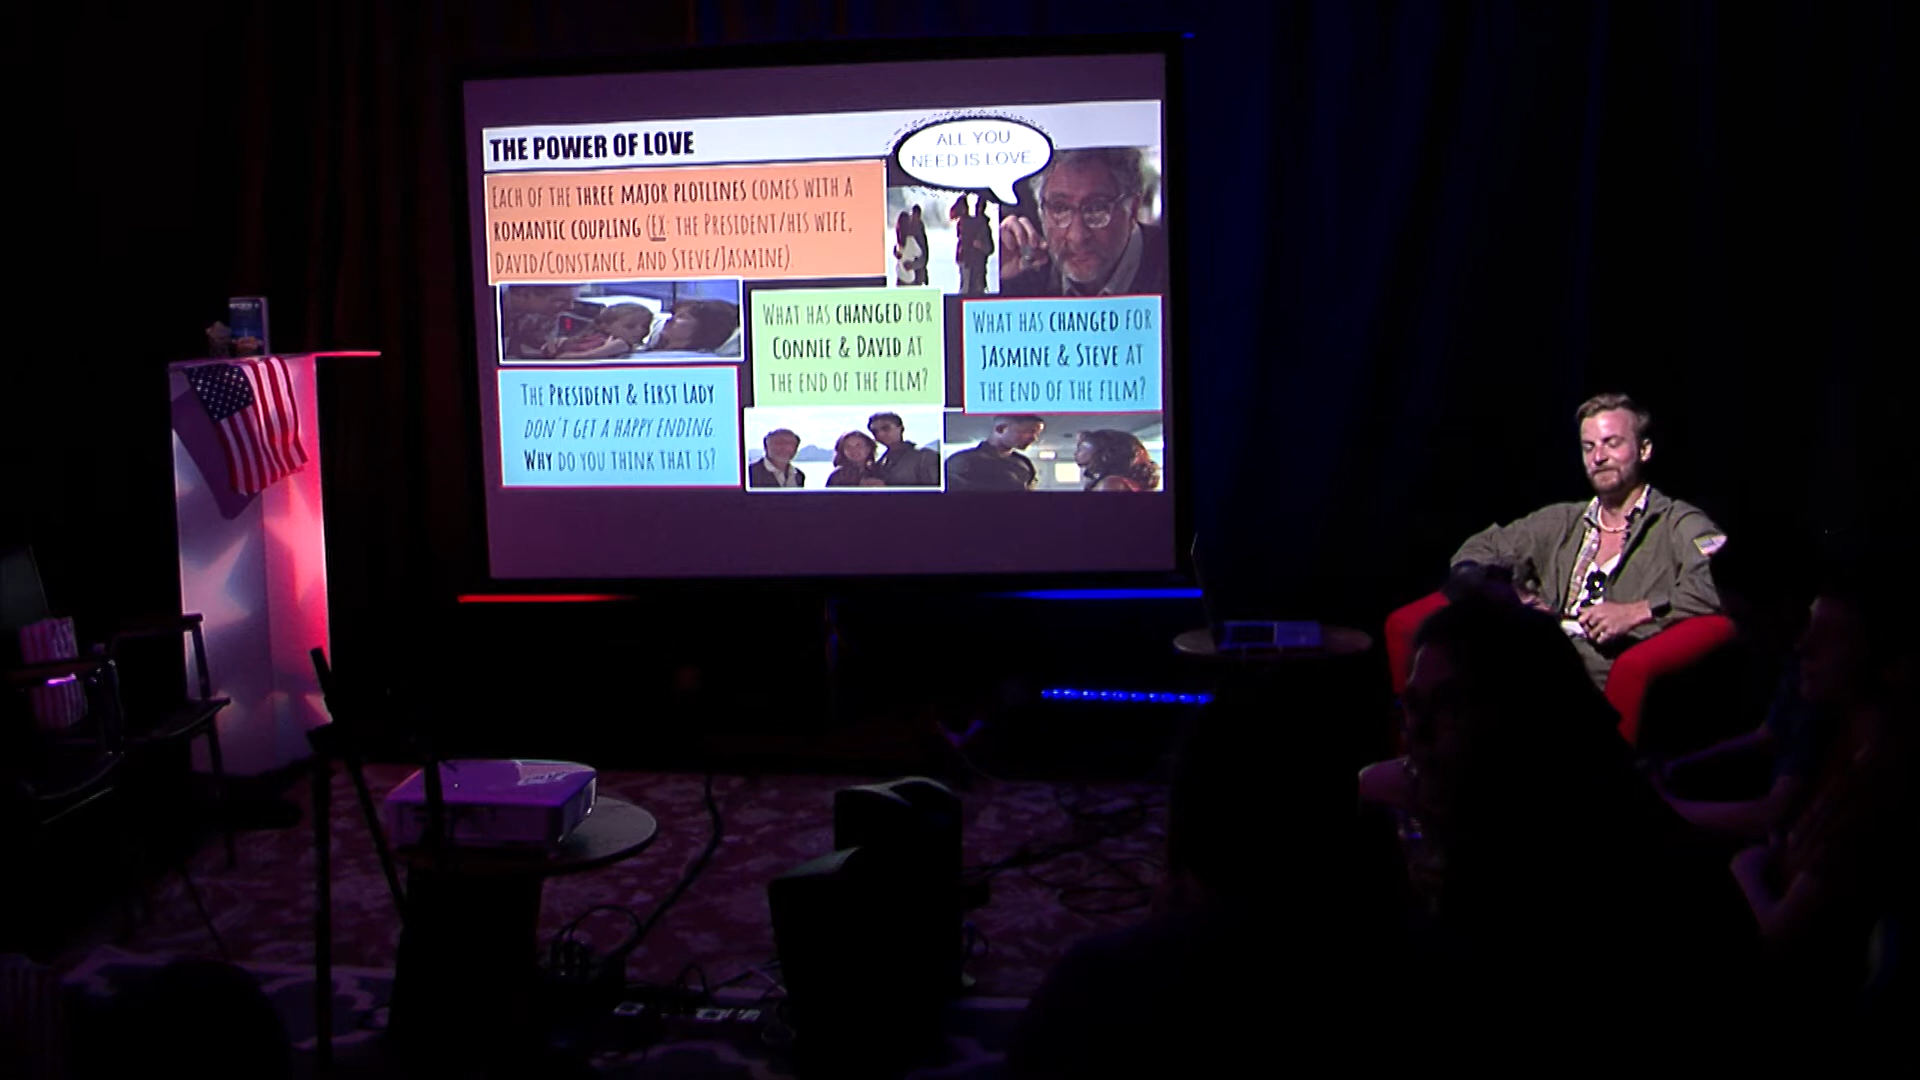 THE POWER OF LOVE
ALL YOU
NEED IS LOVE
EACH OF THE THREE MAJOR PLOTLINES COMES WITH A
ROMANTIC COUPLING (EX: THE PRESIDENT/HIS WIFE,
DAVID/CONSTANCE, AND STEVE/JASMINE).
WHAT HAS CHANGED FOR
CONNIE & DAVID AT
THE END OF THE FILM?
WHAT HAS CHANGED FOR
JASMINE & STEVE AT
THE END OF THE FILM?
THE PRESIDENT & FIRST LADY
DON'T GET A HAPPY ENDING.
WHY DO YOU THINK THAT IS?